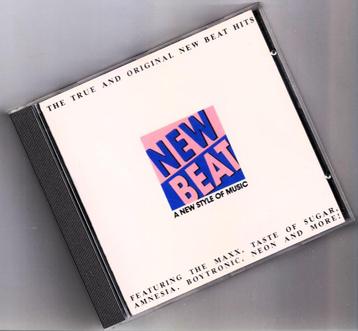 THE TRUE AND ORIGINAL NEW BEAT HITS
NEW
BEAT
A NEW STYLE OF MUSIC
FEATURING THE MAXX, TASTE OF SUGAR,
AMNESIA, BOYTRONIC, NEON AND MORE!